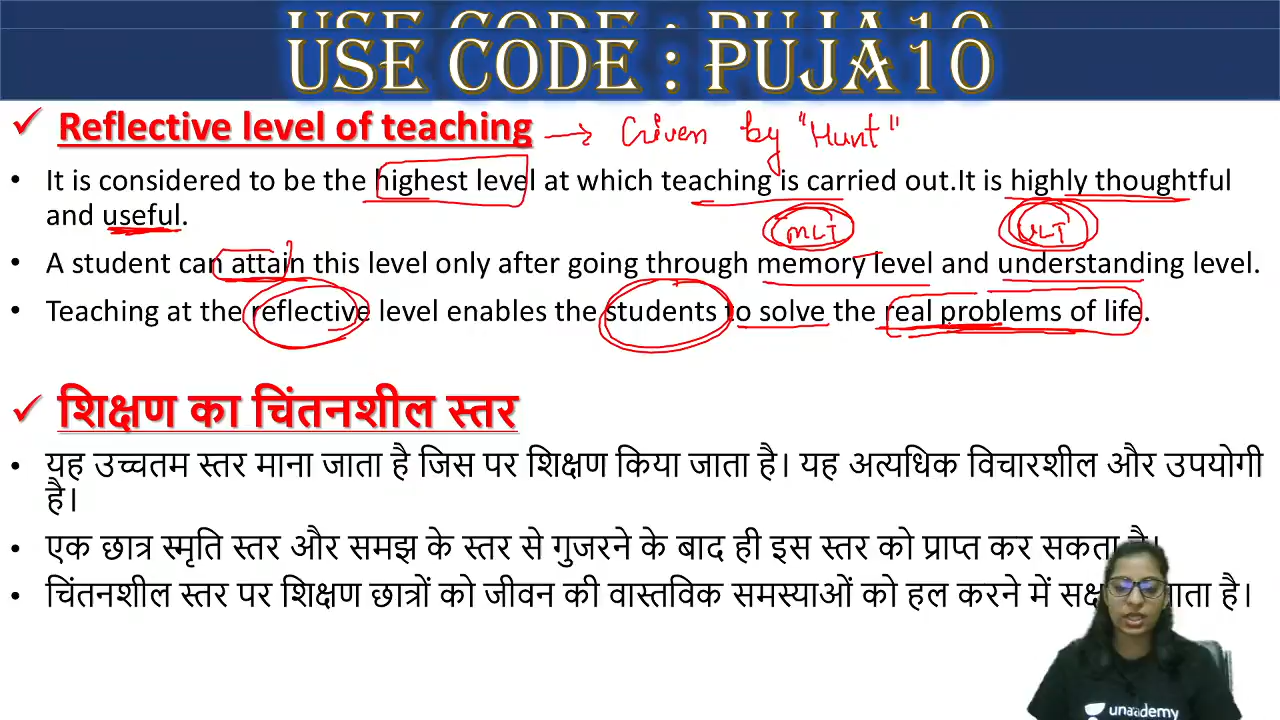 USE CODE : PUJA10
USE CODE : PUJA10
✓ Reflective level of teaching → Given by "Hunt"
• It is considered to be the highest level at which teaching is carried out.It is highly thoughtful
and useful.
MLT ULT
• A student can attain this level only after going through memory level and understanding level.
• Teaching at the reflective level enables the students to solve the real problems of life.
✓ शिक्षण का चिंतनशील स्तर
• यह उच्चतम स्तर माना जाता है जिस पर शिक्षण किया जाता है। यह अत्यधिक विचारशील और उपयोगी
है।
• एक छात्र स्मृति स्तर और समझ के स्तर से गुजरने के बाद ही इस स्तर को प्राप्त कर सकता है।
• चिंतनशील स्तर पर शिक्षण छात्रों को जीवन की वास्तविक समस्याओं को हल करने में है।
unacademy